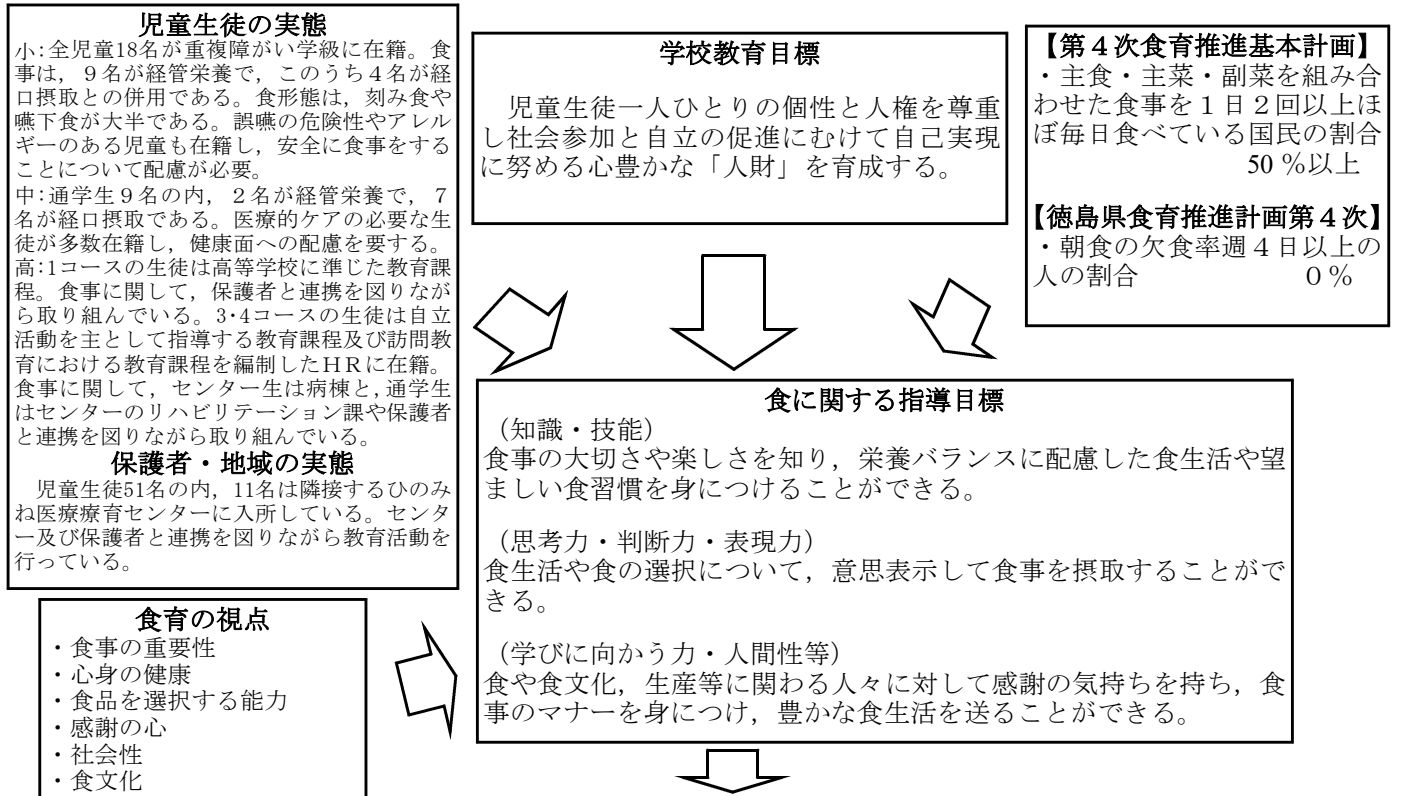 児童生徒の実態
小:全児童18名が重複障がい学級に在籍。食
事は，９名が経管栄養で，このうち４名が経
口摂取との併用である。食形態は，刻み食や
嚥下食が大半である。誤嚥の危険性やアレル
ギーのある児童も在籍し，安全に食事をする
ことについて配慮が必要。
中:通学生９名の内，２名が経管栄養で，７
名が経口摂取である。医療的ケアの必要な生
徒が多数在籍し，健康面への配慮を要する。
高:1コースの生徒は高等学校に準じた教育課
程。食事に関して，保護者と連携を図りなが
ら取り組んでいる。3･4コースの生徒は自立
活動を主として指導する教育課程及び訪問教
育における教育課程を編制したＨＲに在籍。
食事に関して，センター生は病棟と,通学生
はセンターのリハビリテーション課や保護者
と連携を図りながら取り組んでいる。
保護者・地域の実態
児童生徒51名の内，11名は隣接するひのみ
ね医療療育センターに入所している。センタ
ー及び保護者と連携を図りながら教育活動を
行っている。
食育の視点
・食事の重要性
・心身の健康
・食品を選択する能力
・感謝の心
・社会性
・食文化
学校教育目標
児童生徒一人ひとりの個性と人権を尊重
し社会参加と自立の促進にむけて自己実現
に努める心豊かな「人財」を育成する。
【第４次食育推進基本計画】
・主食・主菜・副菜を組み合
わせた食事を１日２回以上ほ
ぼ毎日食べている国民の割合
50 %以上
【徳島県食育推進計画第４次】
・朝食の欠食率週４日以上の
人の割合 ０％
食に関する指導目標
（知識・技能）
食事の大切さや楽しさを知り，栄養バランスに配慮した食生活や望
ましい食習慣を身につけることができる。
（思考力・判断力・表現力）
食生活や食の選択について，意思表示して食事を摂取することがで
きる。
（学びに向かう力・人間性等）
食や食文化，生産等に関わる人々に対して感謝の気持ちを持ち，食
事のマナーを身につけ，豊かな食生活を送ることができる。